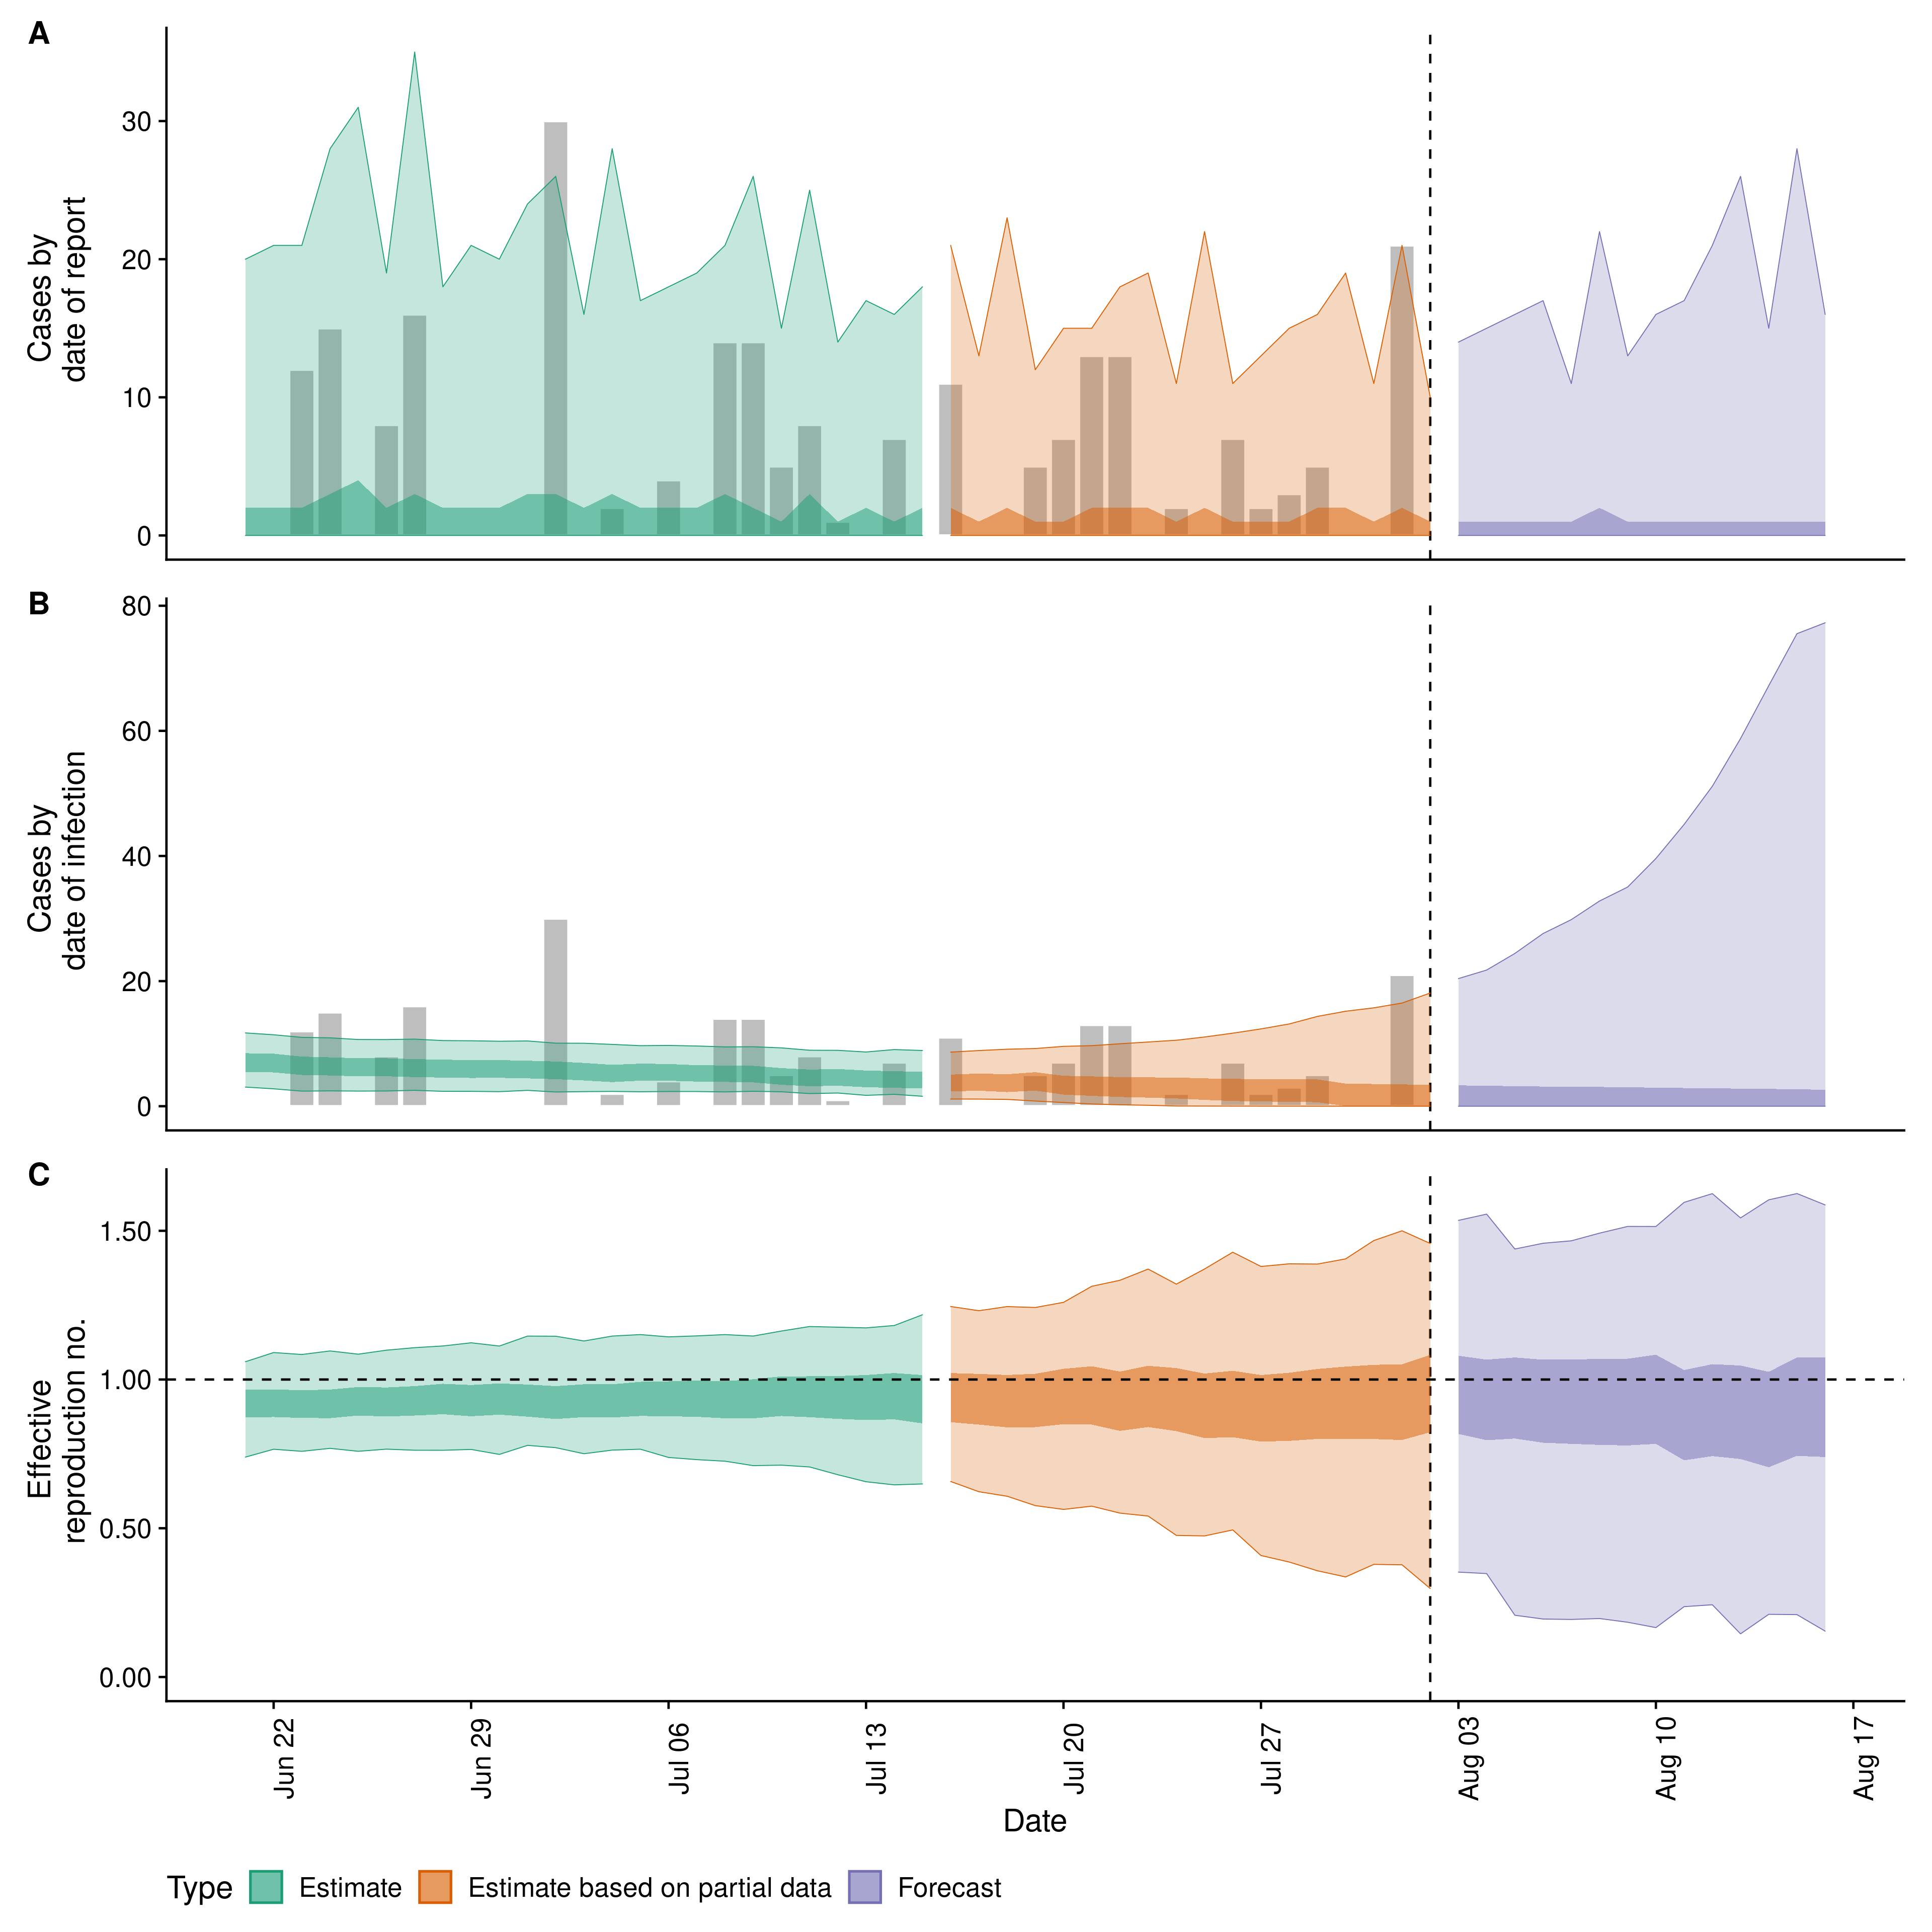 A
Cases by
date of report
30
20
10
0
B
Cases by
date of infection
80
60
40
20
0
C
Effective
reproduction no.
1.50
1.00
0.50
0.00
Jun 22
Jun 29
Jul 06
Jul 13
Jul 20
Jul 27
Aug 03
Aug 10
Aug 17
Date
Type Estimate Estimate based on partial data Forecast